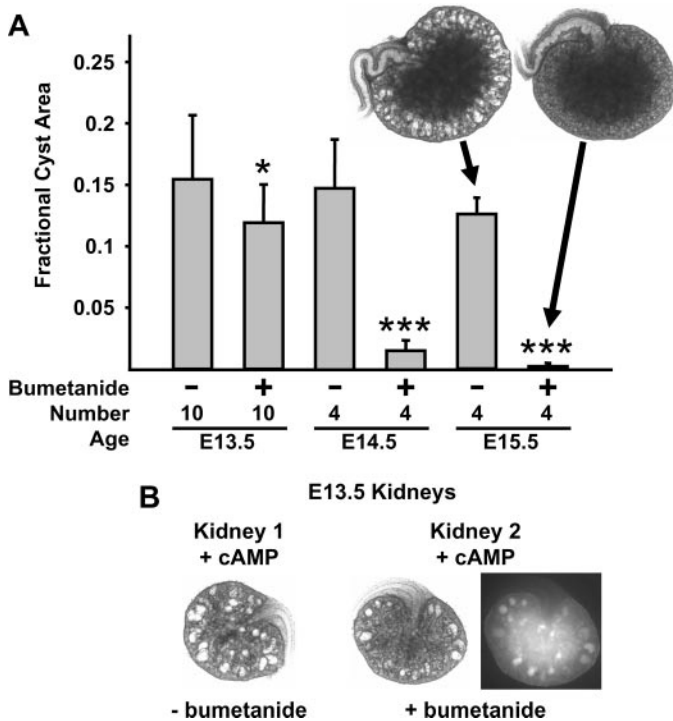 A
Fractional Cyst Area
0.25
0.2
0.15
0.1
0.05
*
***
***
Bumetanide - + - + - +
Number 10 10 4 4 4 4
Age E13.5 E14.5 E15.5
B
E13.5 Kidneys
Kidney 1 Kidney 2
+ cAMP + cAMP
- bumetanide + bumetanide